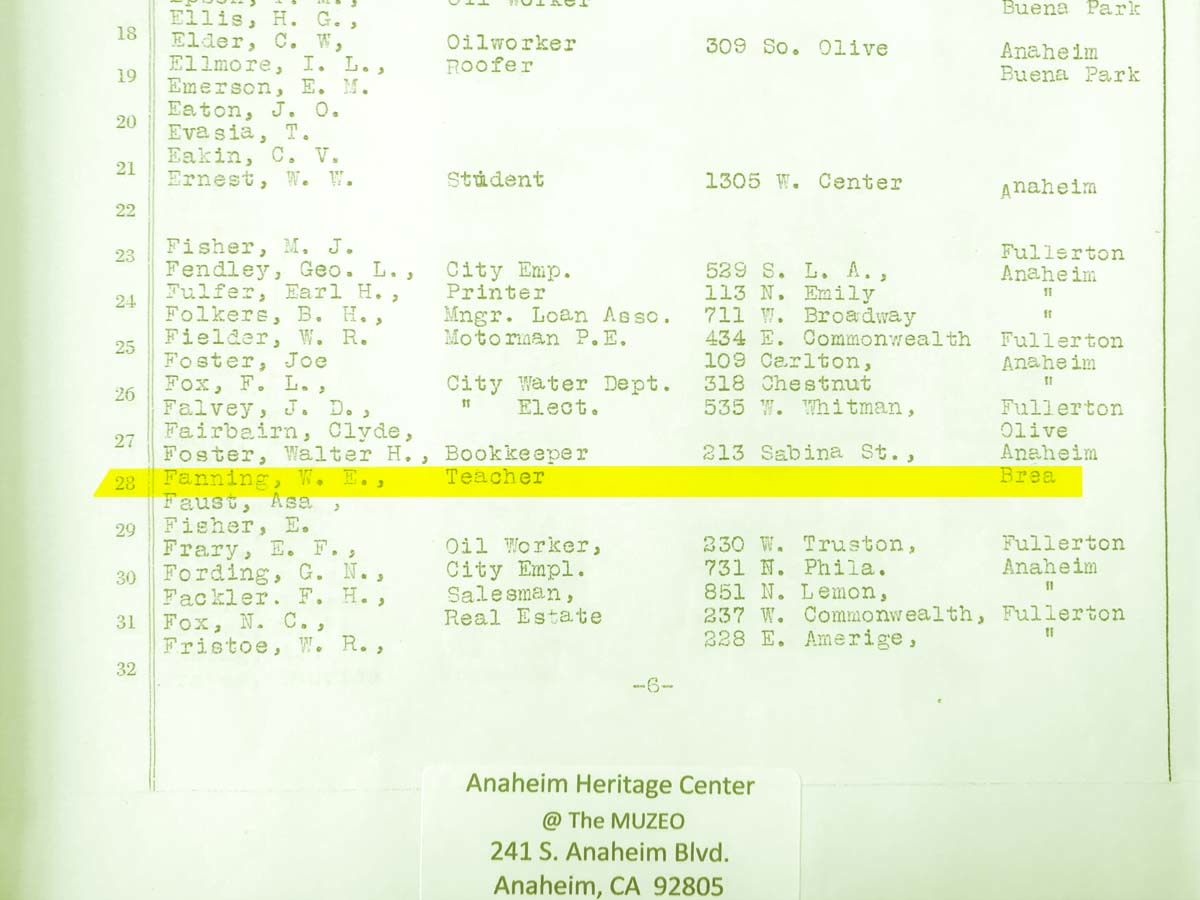 Oil Worker Buena Park
Ellis, H. G.,
18 Elder, C. W, Oilworker 309 So. Olive Anaheim
Ellmore, I. L., Roofer Buena Park
19 Emerson, E. M.
Eaton, J. O.
20 Evasia, T.
Eakin, C. V.
21 Ernest, W. W. Student 1305 W. Center Anaheim
22
Fisher, M. J. Fullerton
23 Fendley, Geo. L., City Emp. 529 S. L. A., Anaheim
Fulfer, Earl H., Printer 113 N. Emily "
24 Folkers, B. H., Mngr. Loan Asso. 711 W. Broadway "
Fielder, W. R. Motorman P.E. 434 E. Commonwealth Fullerton
25 Foster, Joe 109 Carlton, Anaheim
Fox, F. L., City Water Dept. 318 Chestnut "
26 Falvey, J. D., " Elect. 535 W. Whitman, Fullerton
Fairbairn, Clyde, Olive
27 Foster, Walter H., Bookkeeper 213 Sabina St., Anaheim
28 Fanning, W. E., Teacher Brea
Faust, Asa ,
29 Fisher, E.
Frary, E. F., Oil Worker, 230 W. Truston, Fullerton
30 Fording, G. N., City Empl. 731 N. Phila. Anaheim
Fackler. F. H., Salesman, 851 N. Lemon, "
31 Fox, N. C., Real Estate 237 W. Commonwealth, Fullerton
Fristoe, W. R., 228 E. Amerige, "
32
-6-
Anaheim Heritage Center
@ The MUZEO
241 S. Anaheim Blvd.
Anaheim, CA 92805